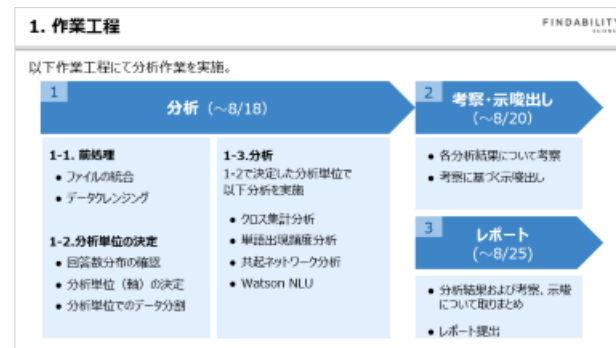 1. 作業工程
FINDABILITY
以下作業工程にて分析作業を実施。
1
分析（～8/18）
1-1. 前処理
● ファイルの統合
● データクレンジング
1-2.分析単位の決定
● 回答数分布の確認
● 分析単位（軸）の決定
● 分析単位でのデータ分割
1-3.分析
1-2で決定した分析単位で
以下分析を実施
● クロス集計分析
● 単語出現頻度分析
● 共起ネットワーク分析
● Watson NLU
2
考察・示唆出し
（～8/20）
● 各分析結果について考察
● 考察に基づく示唆出し
3
レポート
（～8/25）
● 分析結果および考察、示唆
について取りまとめ
● レポート提出